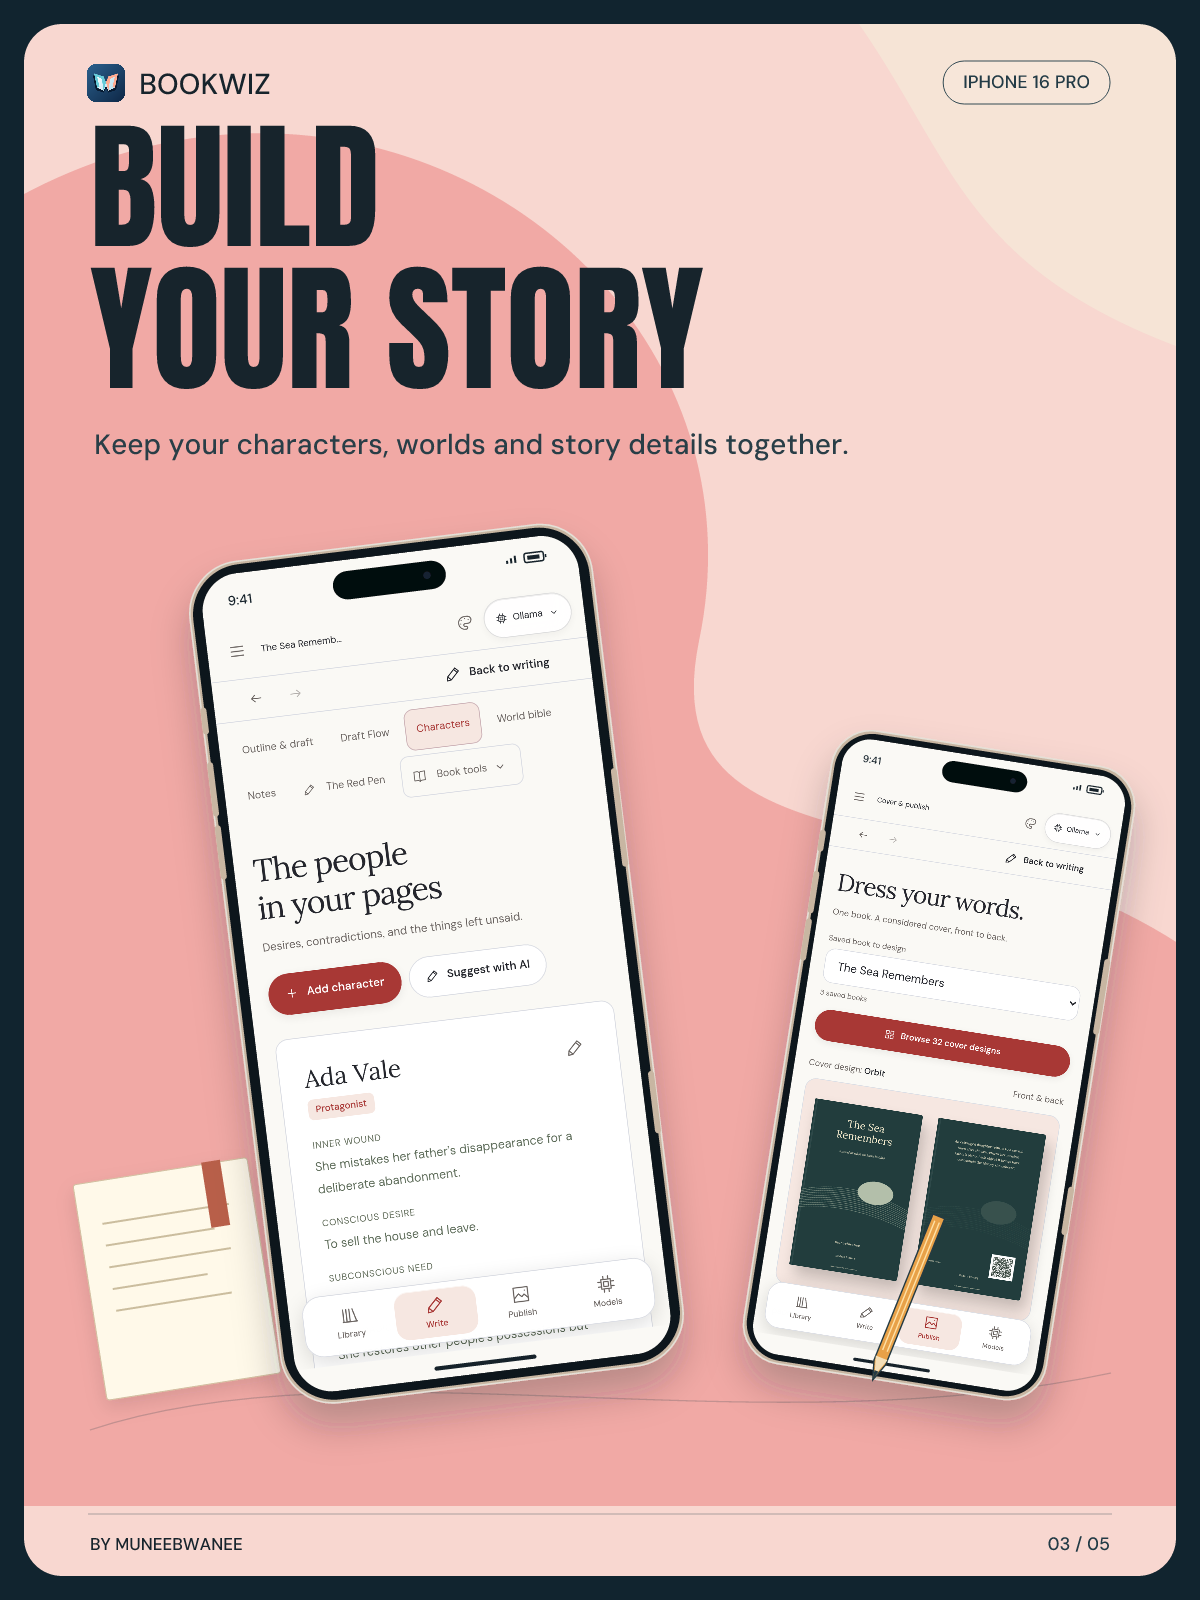 BOOKWIZ
IPHONE 16 PRO
BUILD
YOUR STORY
Keep your characters, worlds and story details together.
9:41
The Sea Rememb...
Ollama
Back to writing
Outline & draft
Draft Flow
Characters
World bible
Notes
The Red Pen
Book tools
The people
in your pages
Desires, contradictions, and the things left unsaid.
Add character
Suggest with AI
Ada Vale
Protagonist
INNER WOUND
She mistakes her father's disappearance for a
deliberate abandonment.
CONSCIOUS DESIRE
To sell the house and leave.
SUBCONSCIOUS NEED
She restores other people's possessions but
Library
Write
Publish
Models
9:41
Cover & publish
Ollama
Back to writing
Dress your words.
One book. A considered cover, front to back.
Saved book to design
The Sea Remembers
3 saved books
Browse 32 cover designs
Cover design: Orbit
Front & back
The Sea
Remembers
Library
Write
Publish
Models
BY MUNEEBWANEE
03 / 05